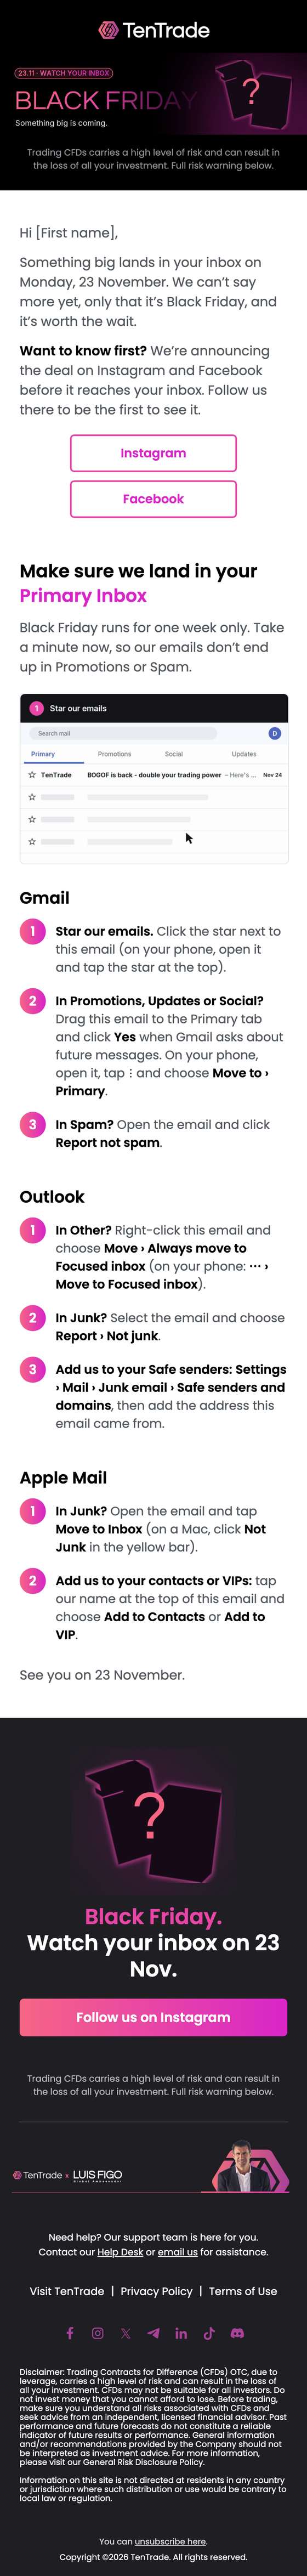 TenTrade
23.11 - WATCH YOUR INBOX
BLACK FRIDAY
Something big is coming.
?
Trading CFDs carries a high level of risk and can result in
the loss of all your investment. Full risk warning below.
Hi [First name],
Something big lands in your inbox on
Monday, 23 November. We can't say
more yet, only that it's Black Friday, and
it's worth the wait.
Want to know first? We're announcing
the deal on Instagram and Facebook
before it reaches your inbox. Follow us
there to be the first to see it.
Instagram
Facebook
Make sure we land in your
Primary Inbox
Black Friday runs for one week only. Take
a minute now, so our emails don't end
up in Promotions or Spam.
1 Star our emails
Search mail D
Primary Promotions Social Updates
TenTrade BOGOF is back - double your trading power – Here's ... Nov 24
Gmail
1 Star our emails. Click the star next to
this email (on your phone, open it
and tap the star at the top).
2 In Promotions, Updates or Social?
Drag this email to the Primary tab
and click Yes when Gmail asks about
future messages. On your phone,
open it, tap ⋮ and choose Move to ›
Primary.
3 In Spam? Open the email and click
Report not spam.
Outlook
1 In Other? Right-click this email and
choose Move › Always move to
Focused inbox (on your phone: ··· ›
Move to Focused inbox).
2 In Junk? Select the email and choose
Report › Not junk.
3 Add us to your Safe senders: Settings
› Mail › Junk email › Safe senders and
domains, then add the address this
email came from.
Apple Mail
1 In Junk? Open the email and tap
Move to Inbox (on a Mac, click Not
Junk in the yellow bar).
2 Add us to your contacts or VIPs: tap
our name at the top of this email and
choose Add to Contacts or Add to
VIP.
See you on 23 November.
?
Black Friday.
Watch your inbox on 23
Nov.
Follow us on Instagram
Trading CFDs carries a high level of risk and can result in
the loss of all your investment. Full risk warning below.
TenTrade x LUIS FIGO
Need help? Our support team is here for you.
Contact our Help Desk or email us for assistance.
Visit TenTrade | Privacy Policy | Terms of Use
Disclaimer: Trading Contracts for Difference (CFDs) OTC, due to
leverage, carries a high level of risk and can result in the loss of
all your investment. CFDs may not be suitable for all investors. Do
not invest money that you cannot afford to lose. Before trading,
make sure you understand all risks associated with CFDs and
seek advice from an independent, licensed financial advisor. Past
performance and future forecasts do not constitute a reliable
indicator of future results or performance. General information
and/or recommendations provided by the Company should not
be interpreted as investment advice. For more information,
please visit our General Risk Disclosure Policy.
Information on this site is not directed at residents in any country
or jurisdiction where such distribution or use would be contrary to
local law or regulation.
You can unsubscribe here.
Copyright ©2026 TenTrade. All rights reserved.